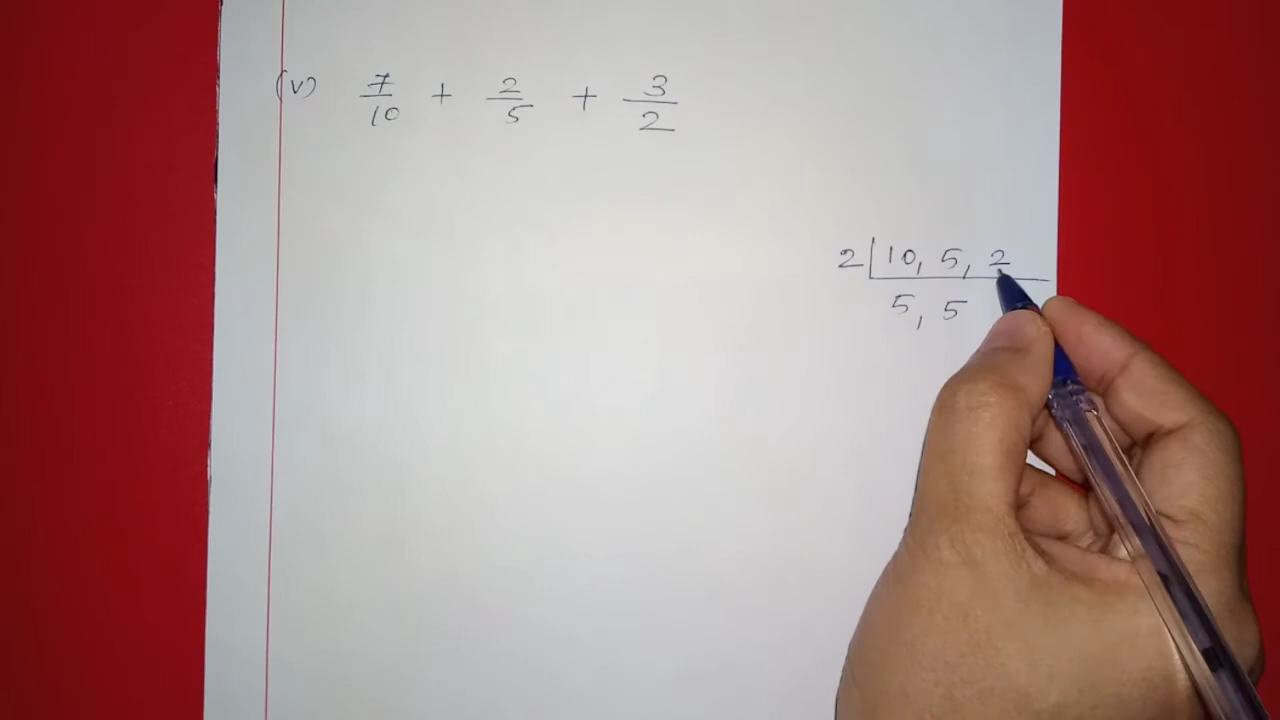 (v) 7/10 + 2/5 + 3/2
2 | 10, 5, 2
5, 5